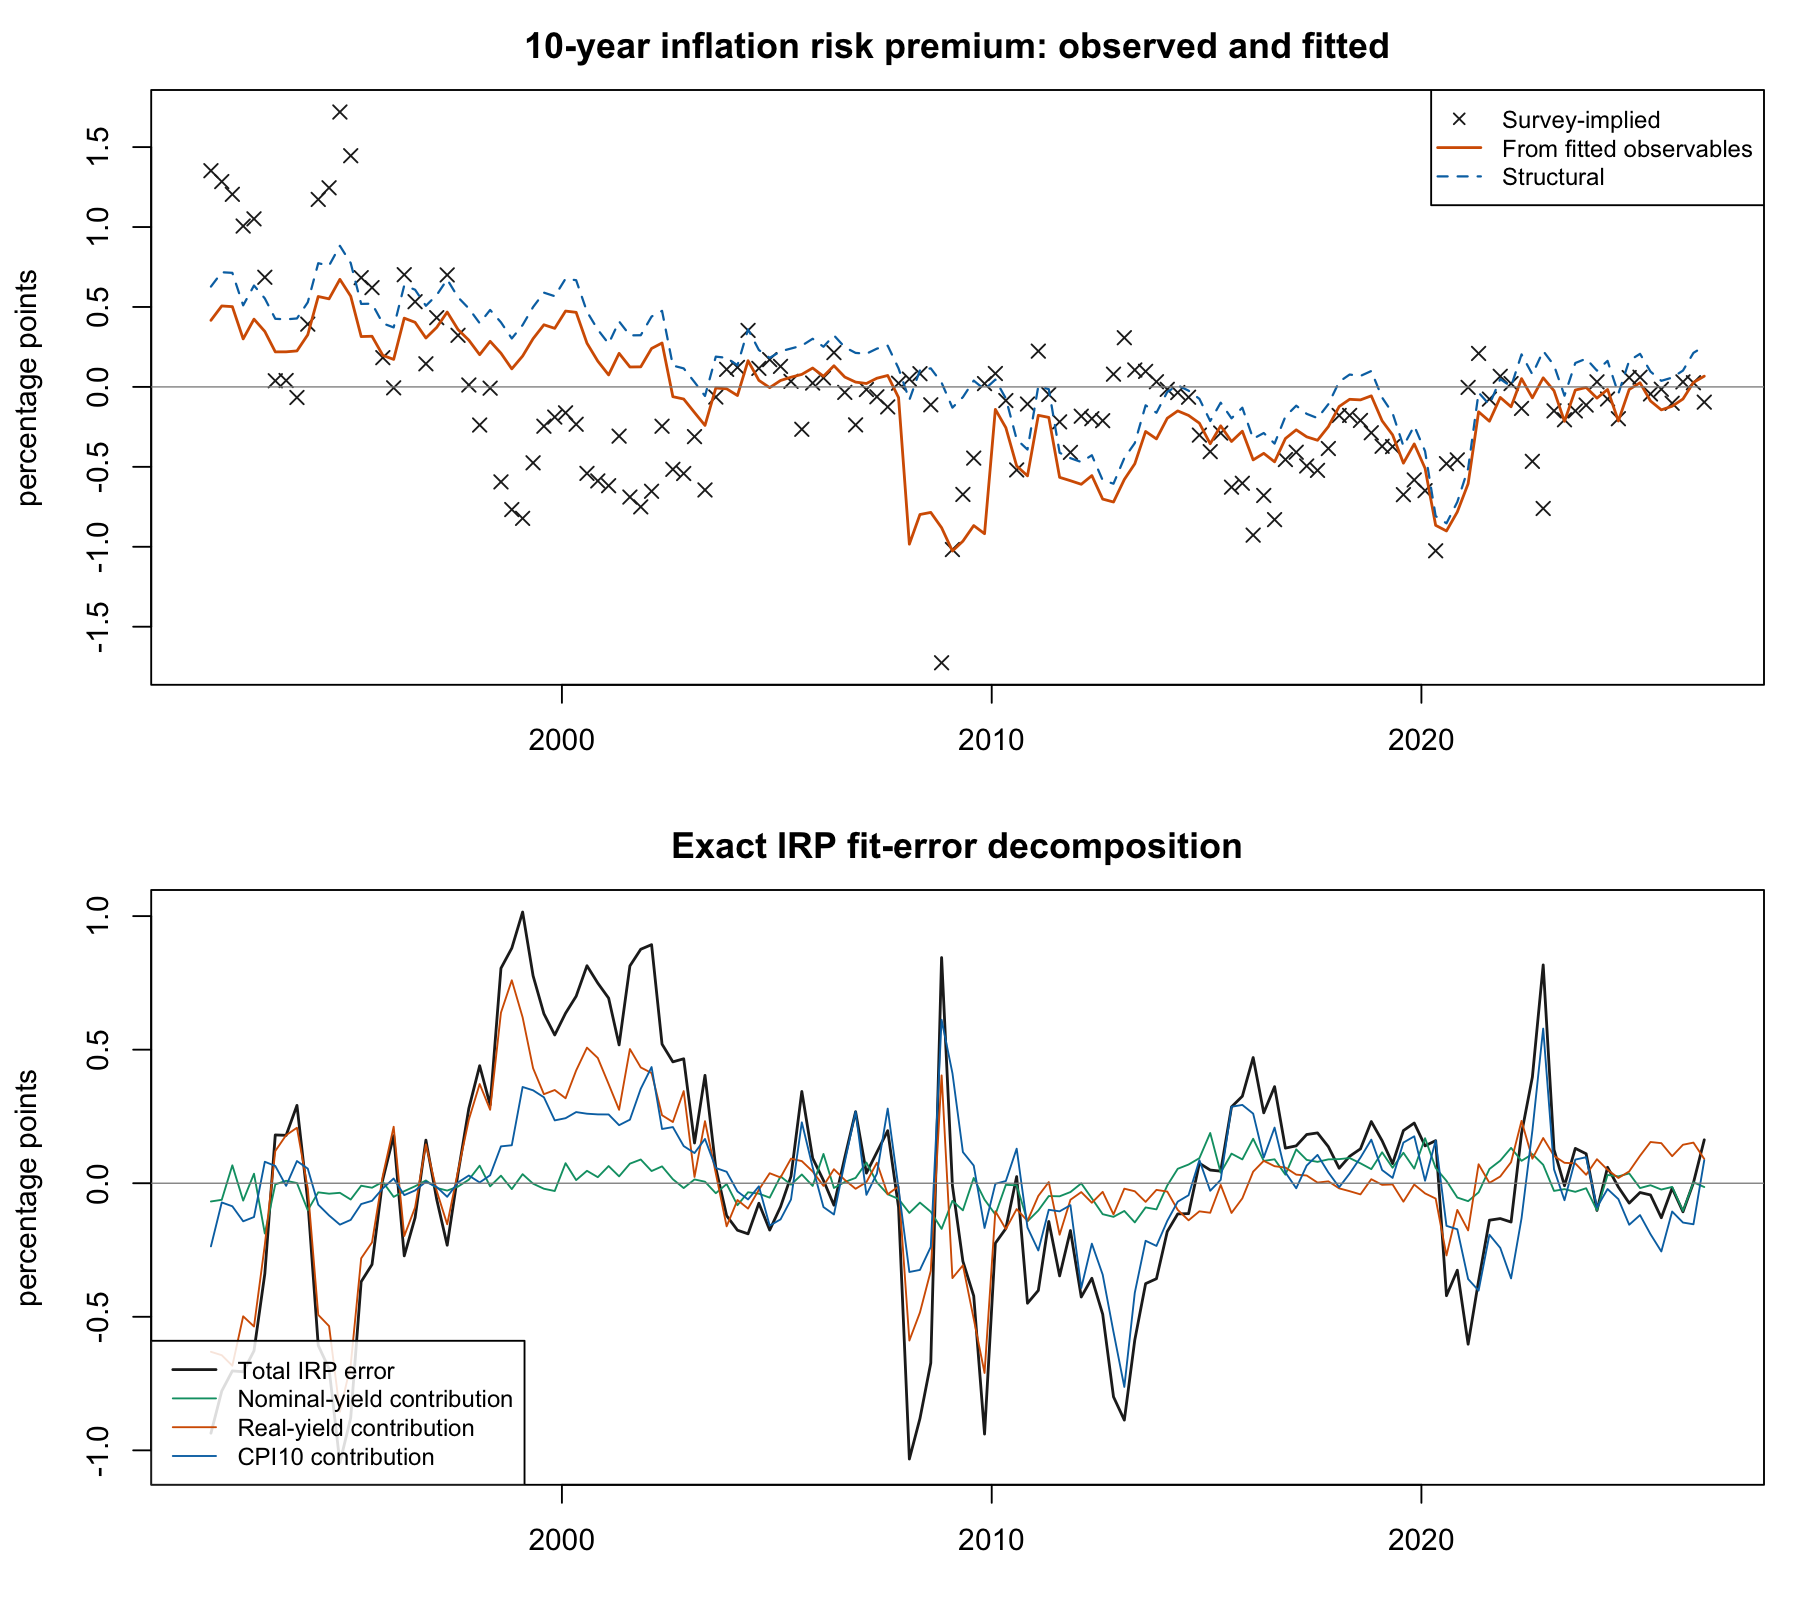 10-year inflation risk premium: observed and fitted
percentage points
1.5
1.0
0.5
0.0
-0.5
-1.0
-1.5
Survey-implied
From fitted observables
Structural
2000
2010
2020
Exact IRP fit-error decomposition
percentage points
1.0
0.5
0.0
-0.5
-1.0
Total IRP error
Nominal-yield contribution
Real-yield contribution
CPI10 contribution
2000
2010
2020